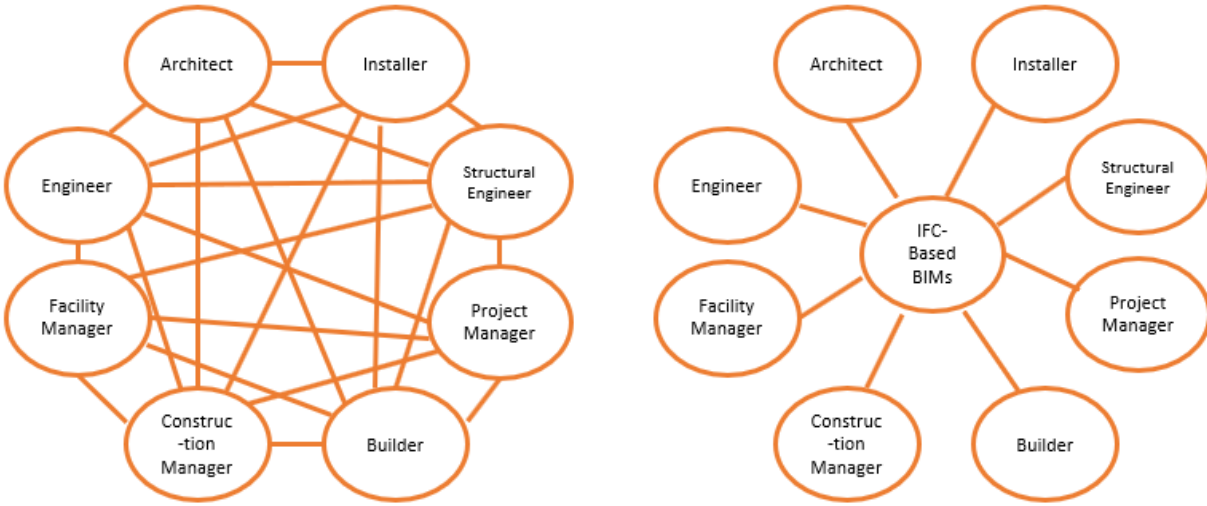 Architect
Installer
Engineer
Structural
Engineer
Facility
Manager
Project
Manager
Construc
-tion
Manager
Builder
Architect
Installer
Engineer
Structural
Engineer
IFC-
Based
BIMs
Facility
Manager
Project
Manager
Construc
-tion
Manager
Builder